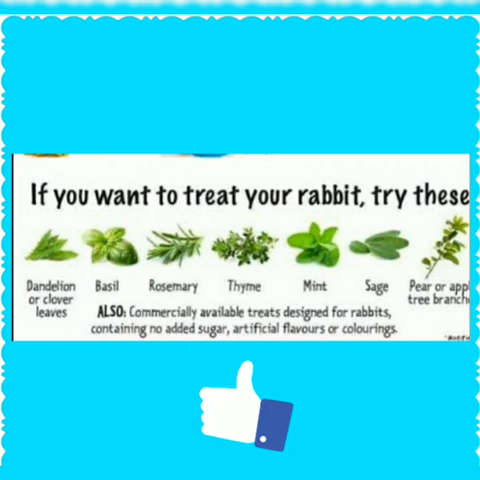 If you want to treat your rabbit, try these
Dandelion or clover leaves
Basil
Rosemary
Thyme
Mint
Sage
Pear or app
tree branch
ALSO: Commercially available treats designed for rabbits,
containing no added sugar, artificial flavours or colourings.